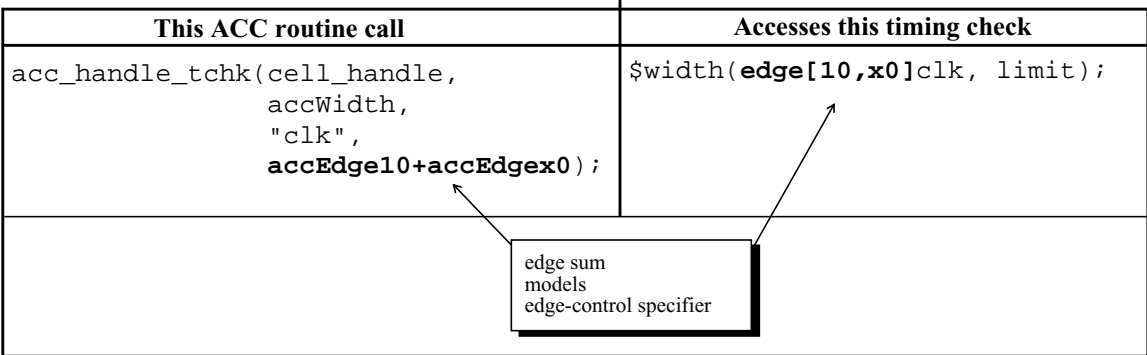 This ACC routine call
Accesses this timing check
acc_handle_tchk(cell_handle,
accWidth,
"clk",
accEdge10+accEdgex0);
$width(edge[10,x0]clk, limit);
edge sum
models
edge-control specifier